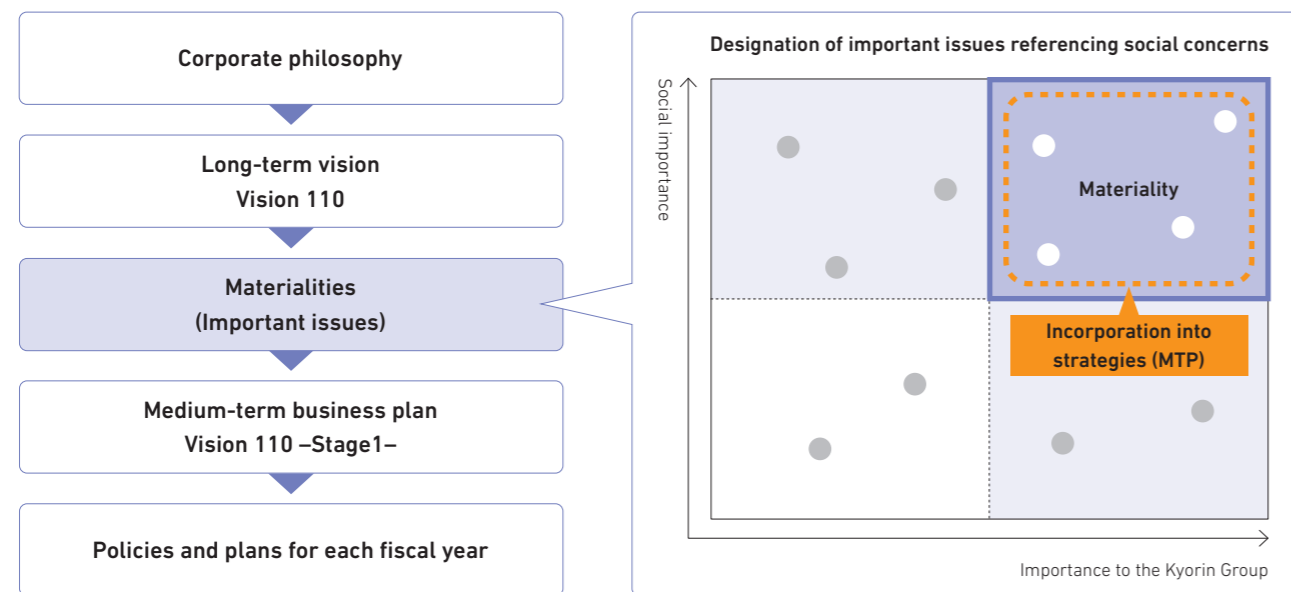 Corporate philosophy
Long-term vision
Vision 110
Materialities
(Important issues)
Medium-term business plan
Vision 110 –Stage1–
Policies and plans for each fiscal year
Designation of important issues referencing social concerns
Social importance
Materiality
Incorporation into
strategies (MTP)
Importance to the Kyorin Group